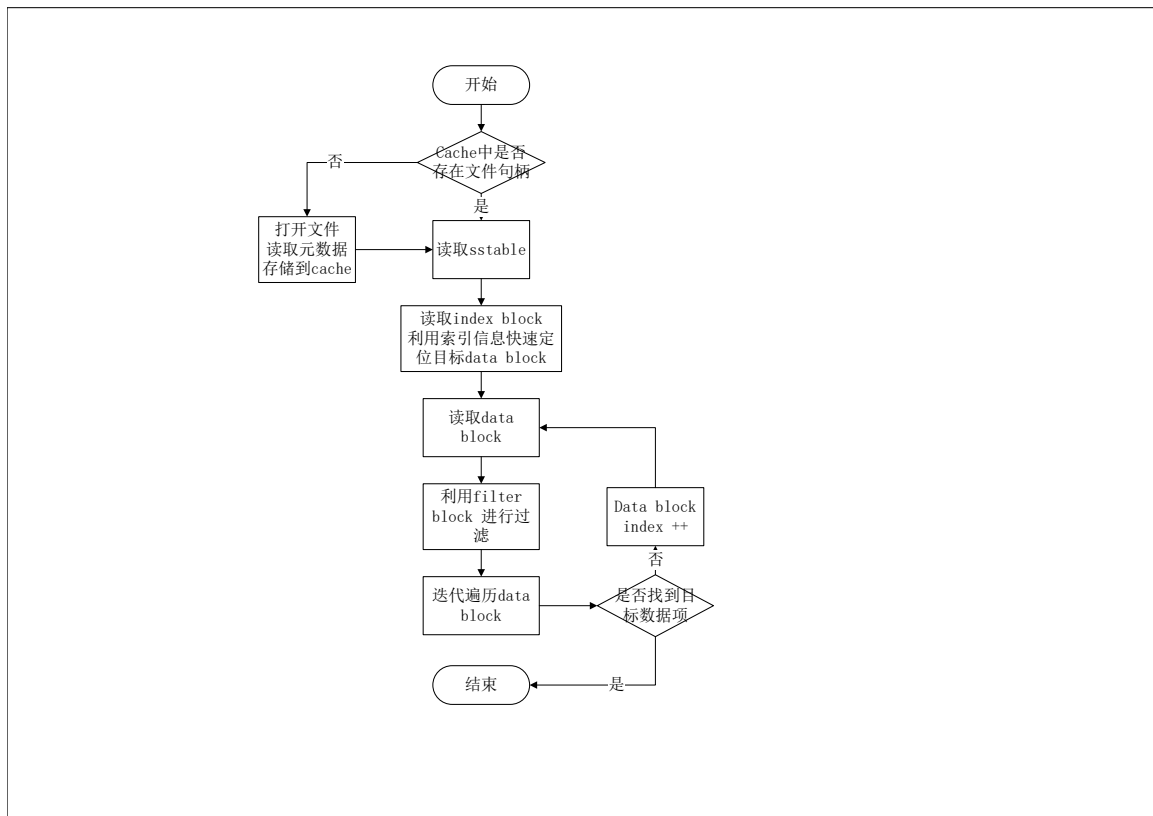 开始
Cache中是否
存在文件句柄
否
是
打开文件
读取元数据
存储到cache
读取sstable
读取index block
利用索引信息快速定
位目标data block
读取data
block
利用filter
block 进行过
滤
Data block
index ++
否
迭代遍历data
block
是否找到目
标数据项
是
结束